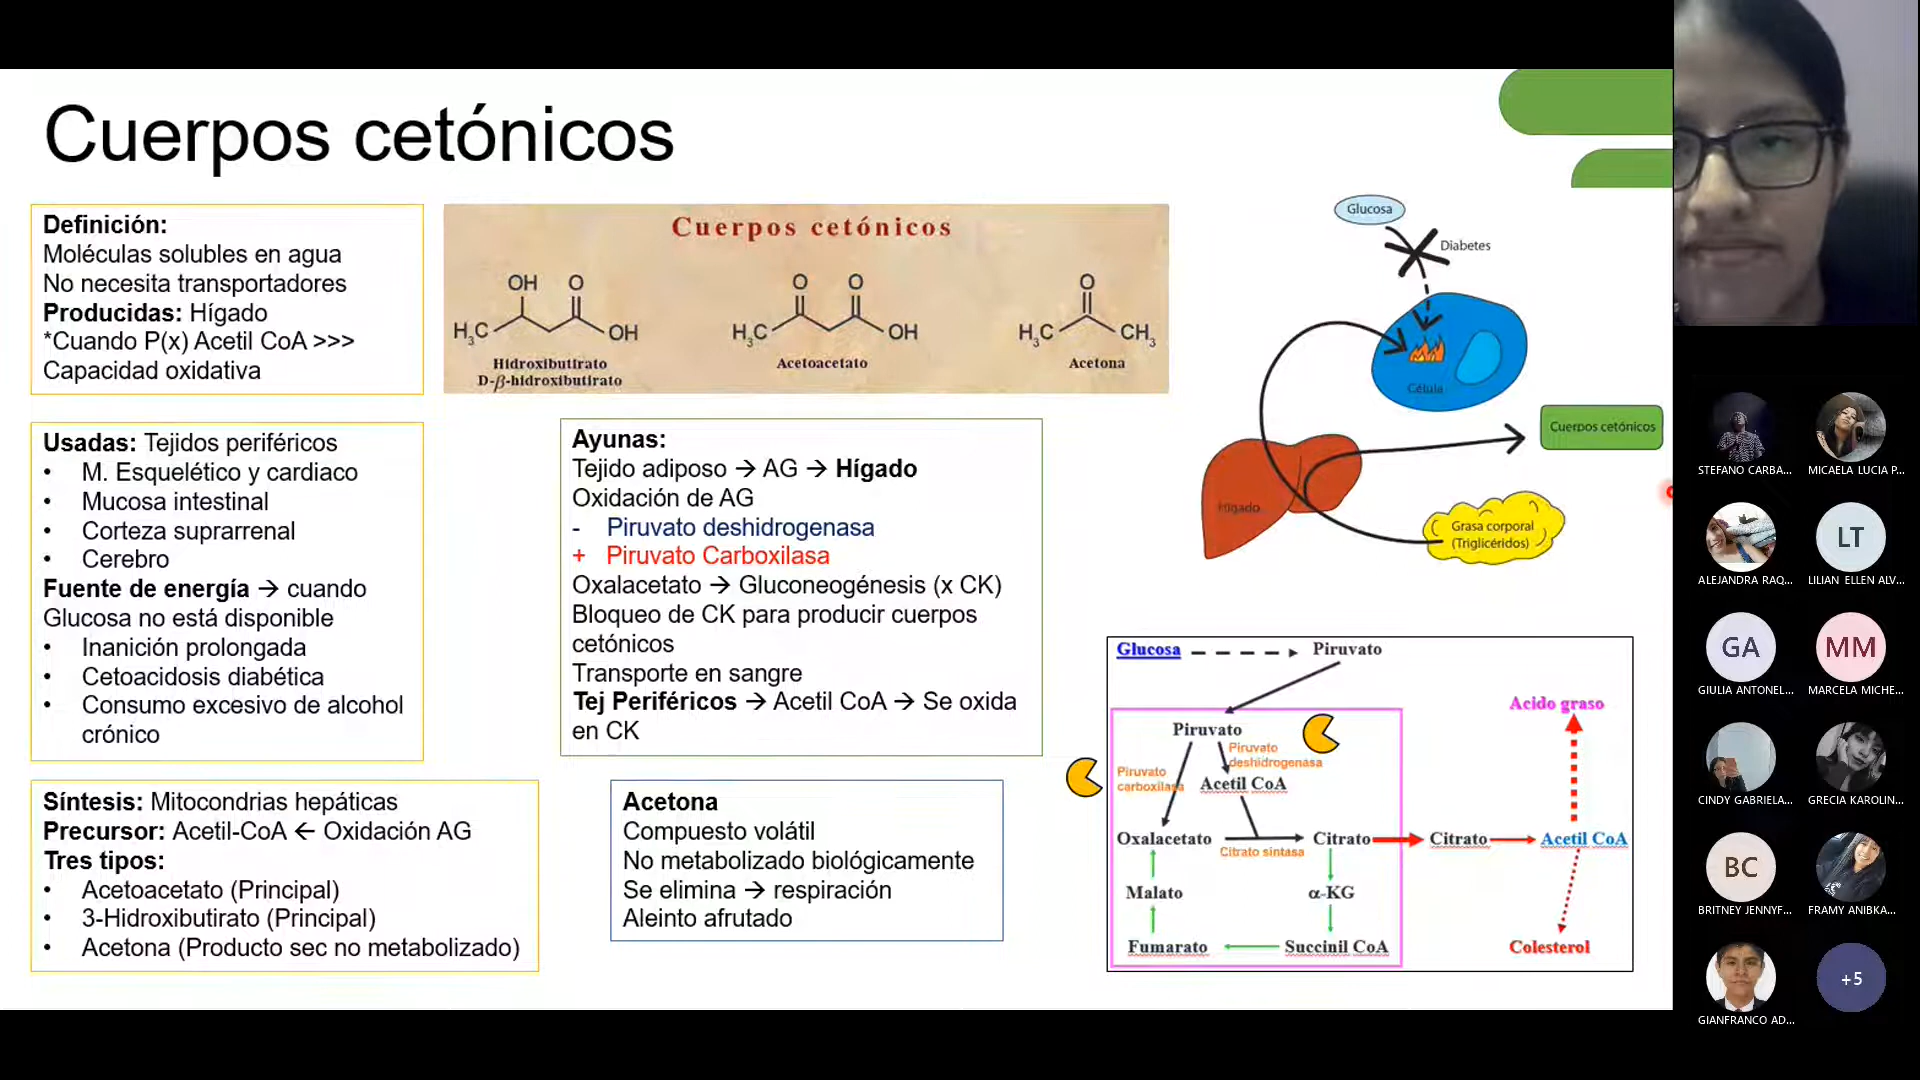 Cuerpos cetónicos
Definición:
Moléculas solubles en agua
No necesita transportadores
Producidas: Hígado
*Cuando P(x) Acetil CoA >>>
Capacidad oxidativa
Cuerpos cetónicos
OH O
H3C OH
Hidroxibutirato
D-β-hidroxibutirato
O O
H3C OH
Acetoacetato
O
H3C CH3
Acetona
Glucosa
Diabetes
Célula
Cuerpos cetónicos
Hígado
Grasa corporal
(Triglicéridos)
Usadas: Tejidos periféricos
• M. Esquelético y cardiaco
• Mucosa intestinal
• Corteza suprarrenal
• Cerebro
Fuente de energía → cuando
Glucosa no está disponible
• Inanición prolongada
• Cetoacidosis diabética
• Consumo excesivo de alcohol
crónico
Ayunas:
Tejido adiposo → AG → Hígado
Oxidación de AG
- Piruvato deshidrogenasa
+ Piruvato Carboxilasa
Oxalacetato → Gluconeogénesis (x CK)
Bloqueo de CK para producir cuerpos
cetónicos
Transporte en sangre
Tej Periféricos → Acetil CoA → Se oxida
en CK
Síntesis: Mitocondrias hepáticas
Precursor: Acetil-CoA ← Oxidación AG
Tres tipos:
• Acetoacetato (Principal)
• 3-Hidroxibutirato (Principal)
• Acetona (Producto sec no metabolizado)
Acetona
Compuesto volátil
No metabolizado biológicamente
Se elimina → respiración
Aleinto afrutado
Glucosa Piruvato
Acido graso
Piruvato
Piruvato
deshidrogenasa
Piruvato
carboxilasa
Acetil CoA
Oxalacetato Citrato Citrato Acetil CoA
Citrato sintasa
Malato α-KG
Fumarato Succinil CoA Colesterol
STEFANO CARBA... MICAELA LUCIA P...
LT
ALEJANDRA RAQ... LILIAN ELLEN ALV...
GA MM
GIULIA ANTONEL... MARCELA MICHE...
CINDY GABRIELA... GRECIA KAROLIN...
BC
BRITNEY JENNYF... FRAMY ANIBKA...
+5
GIANFRANCO AD...